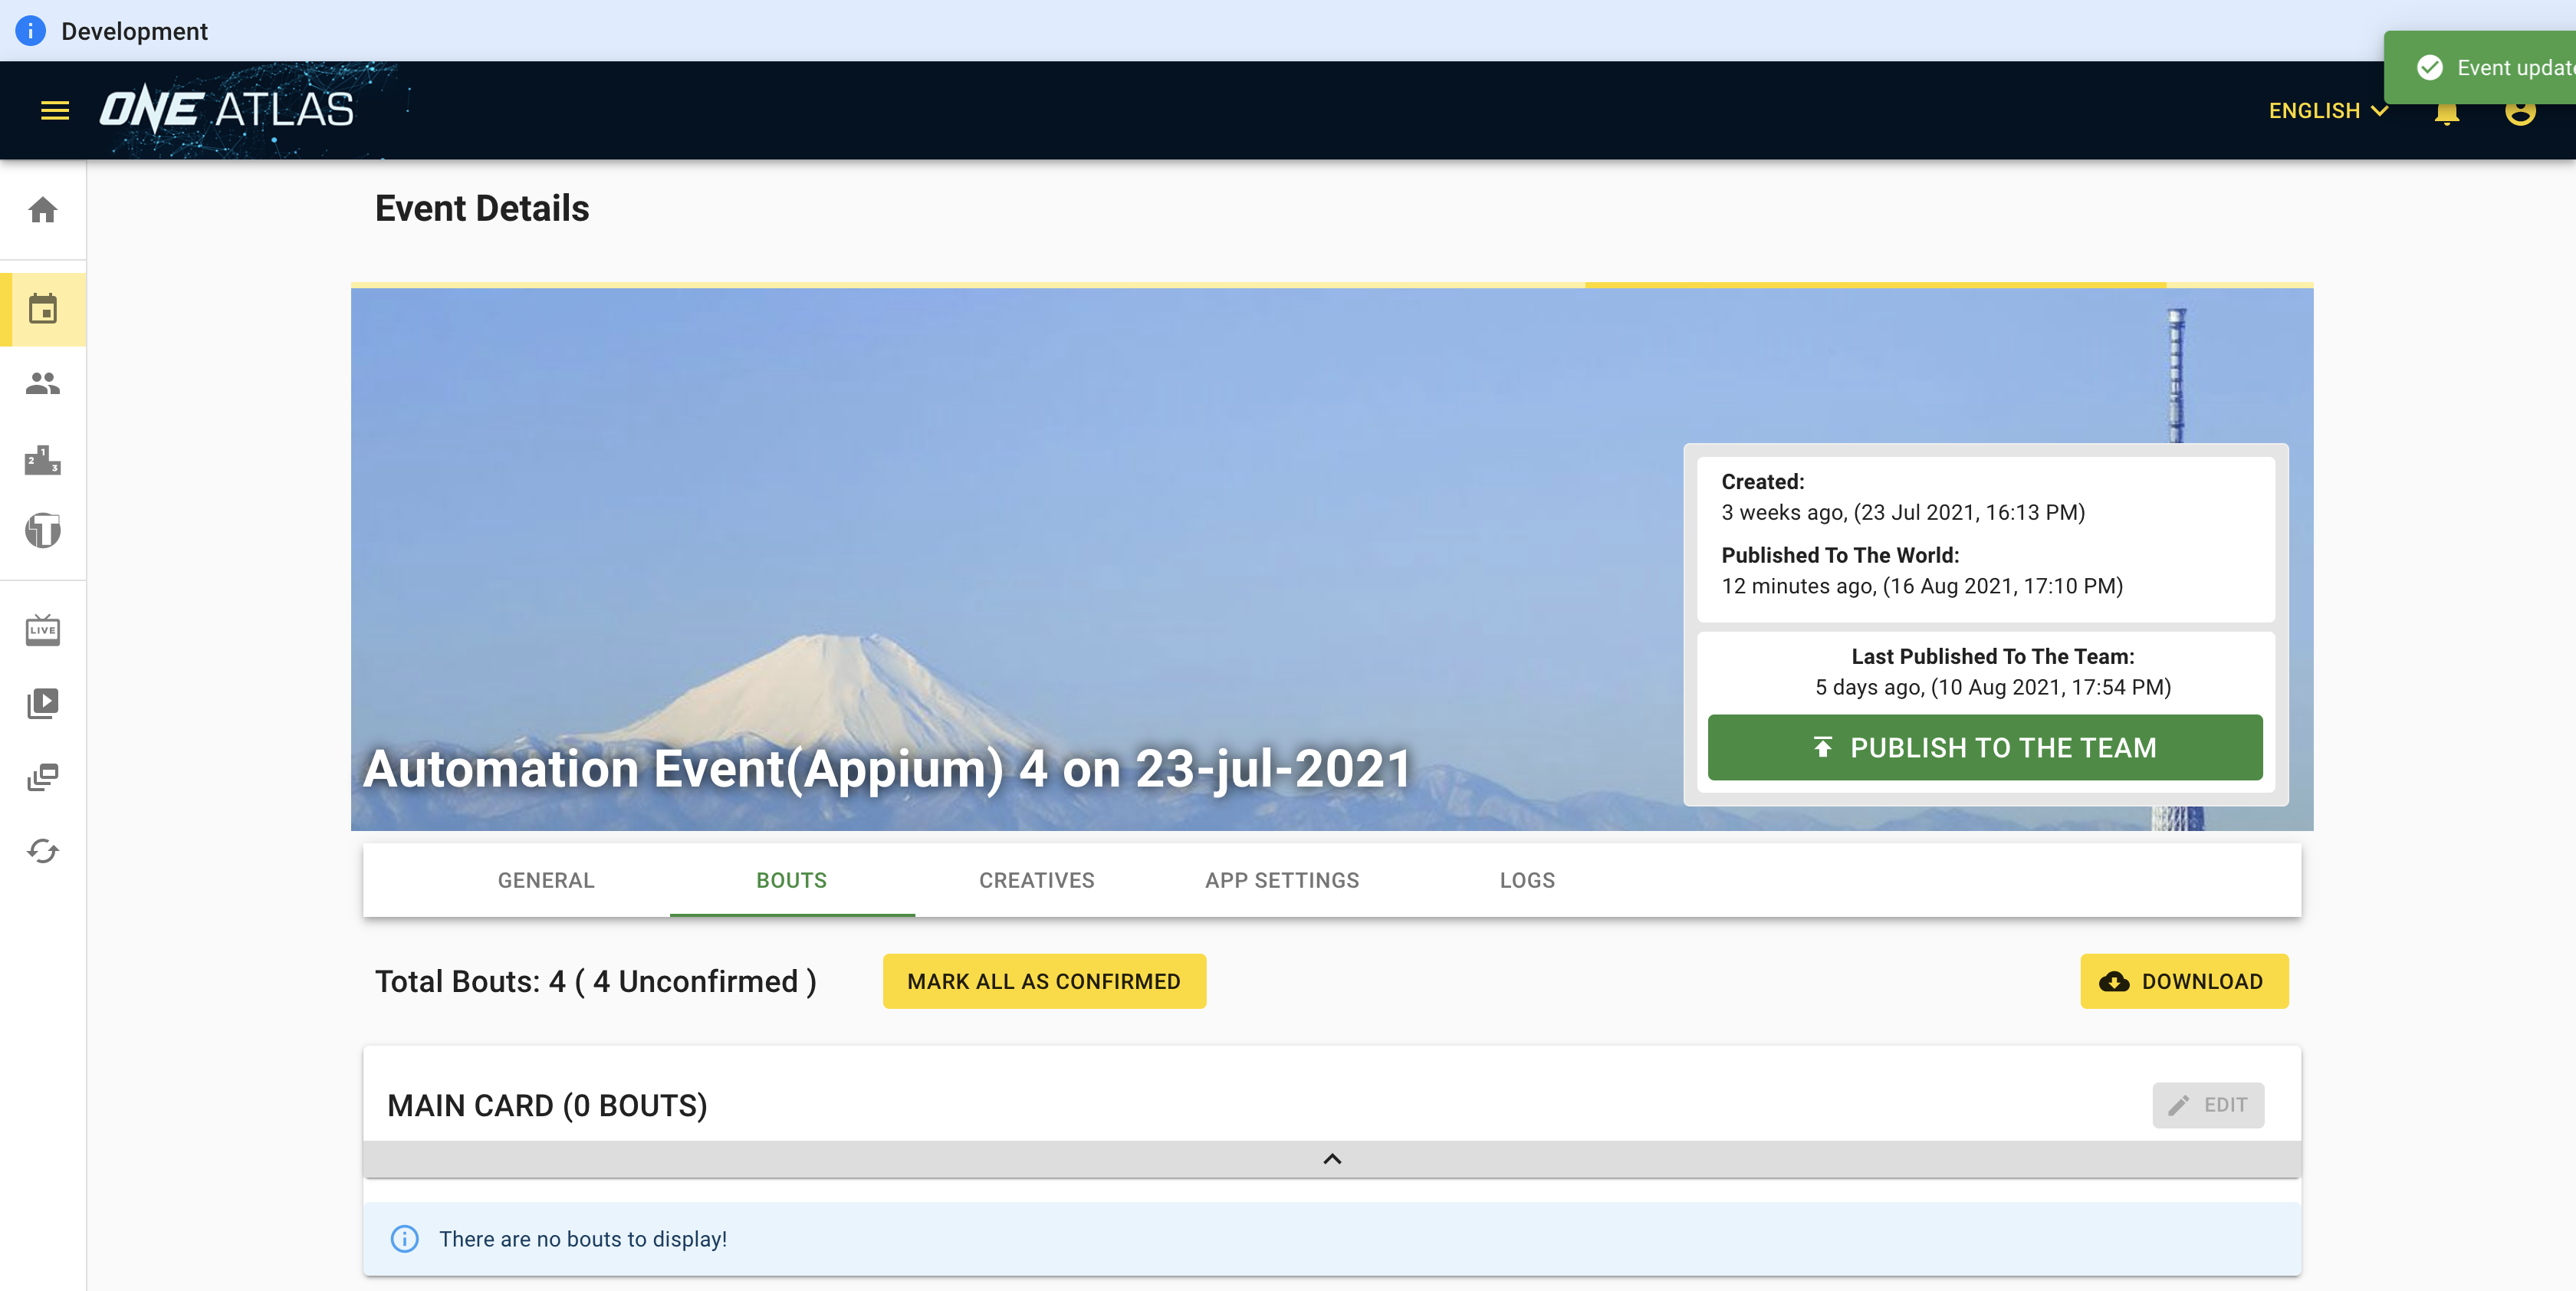 Development
Event update
ONE ATLAS
ENGLISH
Event Details
Created:
3 weeks ago, (23 Jul 2021, 16:13 PM)
Published To The World:
12 minutes ago, (16 Aug 2021, 17:10 PM)
Last Published To The Team:
5 days ago, (10 Aug 2021, 17:54 PM)
PUBLISH TO THE TEAM
Automation Event(Appium) 4 on 23-jul-2021
2 1 3
T
LIVE
GENERAL BOUTS CREATIVES APP SETTINGS LOGS
Total Bouts: 4 ( 4 Unconfirmed ) MARK ALL AS CONFIRMED DOWNLOAD
MAIN CARD (0 BOUTS) EDIT
There are no bouts to display!